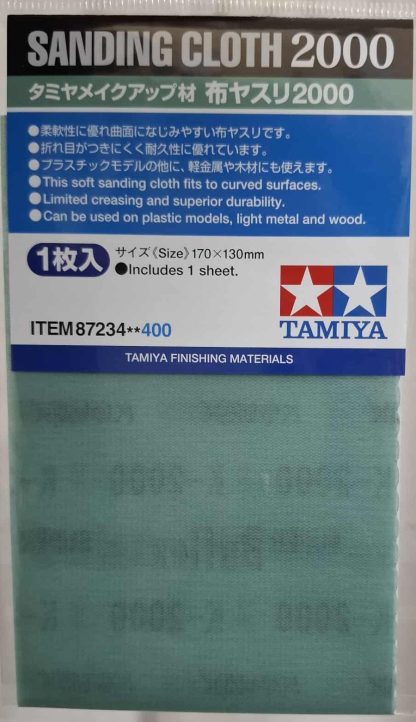 SANDING CLOTH 2000
タミヤメイクアップ材 布ヤスリ2000
●柔軟性に優れ曲面になじみやすい布ヤスリです。
●折れ目がつきにくく耐久性に優れています。
●プラスチックモデルの他に、軽金属や木材にも使えます。
●This soft sanding cloth fits to curved surfaces.
●Limited creasing and superior durability.
●Can be used on plastic models, light metal and wood.
1枚入 サイズ《Size》170×130mm
●Includes 1 sheet.
TAMIYA
ITEM 87234**400
TAMIYA FINISHING MATERIALS
K-2000